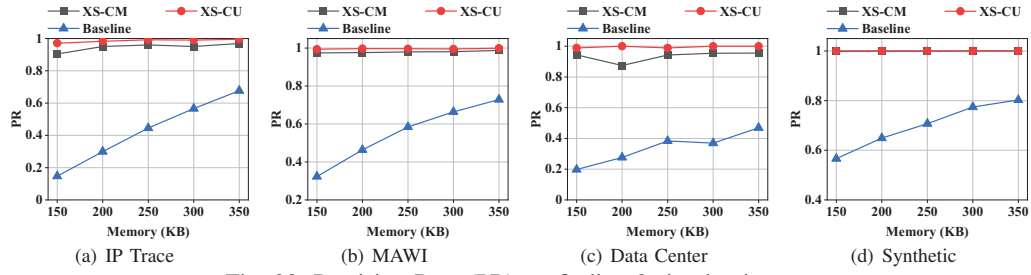 XS-CM XS-CU
Baseline
1
0.8
0.6
0.4
0.2
0
PR
150 200 250 300 350
Memory (KB)
(a) IP Trace
XS-CM XS-CU
Baseline
1
0.8
0.6
0.4
0.2
PR
150 200 250 300 350
Memory (KB)
(b) MAWI
XS-CM XS-CU
Baseline
1
0.8
0.6
0.4
0.2
0
PR
150 200 250 300 350
Memory (KB)
(c) Data Center
XS-CM XS-CU
Baseline
1
0.8
0.6
0.4
PR
150 200 250 300 350
Memory (KB)
(d) Synthetic